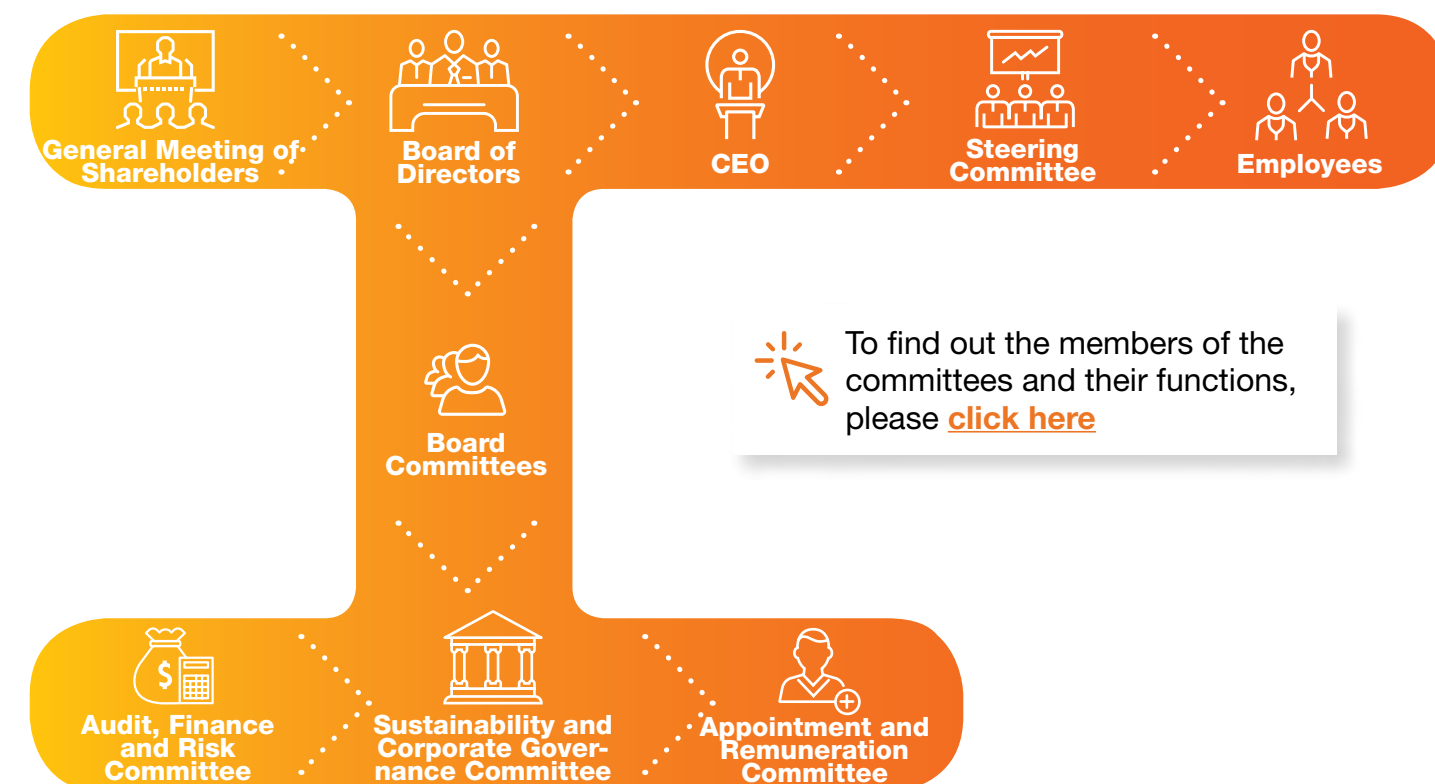 General Meeting of
Shareholders
Board of
Directors
CEO
Steering
Committee
Employees
Board
Committees
To find out the members of the
committees and their functions,
please click here
$
Audit, Finance
and Risk
Committee
Sustainability and
Corporate Gover-
nance Committee
Appointment and
Remuneration
Committee